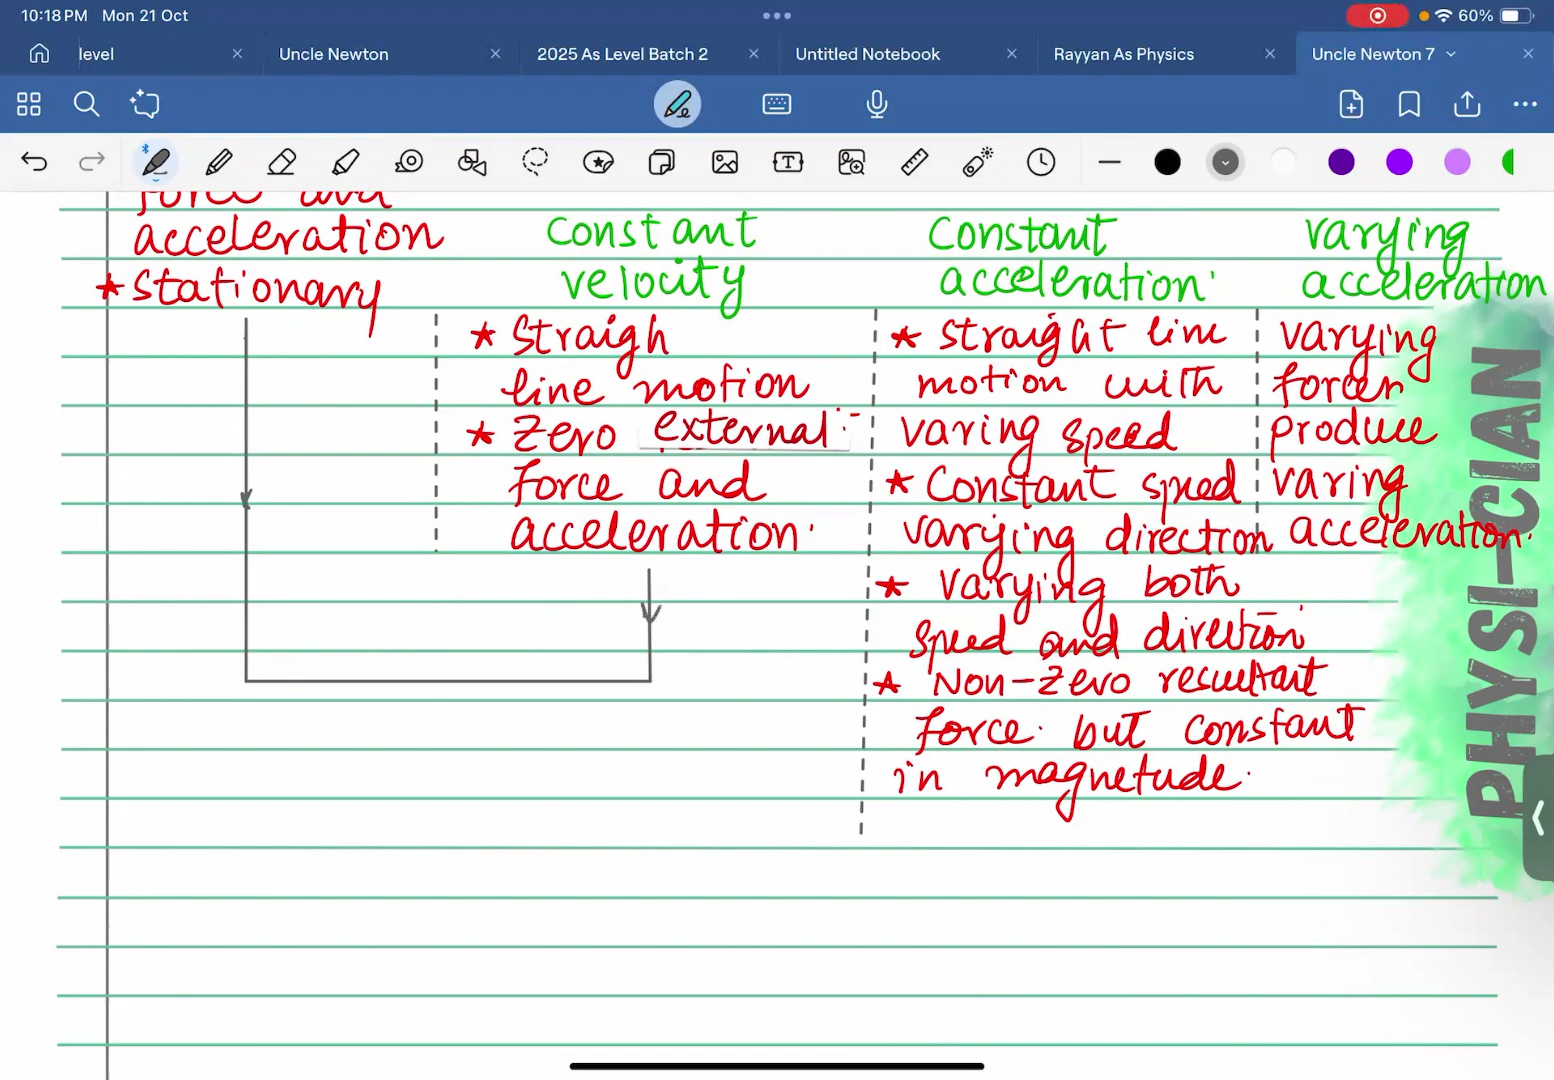 10:18 PM Mon 21 Oct
60%
level
Uncle Newton
2025 As Level Batch 2
Untitled Notebook
Rayyan As Physics
Uncle Newton 7
force and
acceleration
* Stationary
Constant
velocity
* Straigh
line motion
* Zero external
force and
acceleration.
Constant
acceleration.
* straight line
motion with
varing speed
* Constant speed
varying direction
* Varying both
speed and direction
* Non-Zero resultant
force. but constant
in magnetude.
varying
acceleration
varying
forces
produce
varing
acceleration.
PHYSI-CIAN